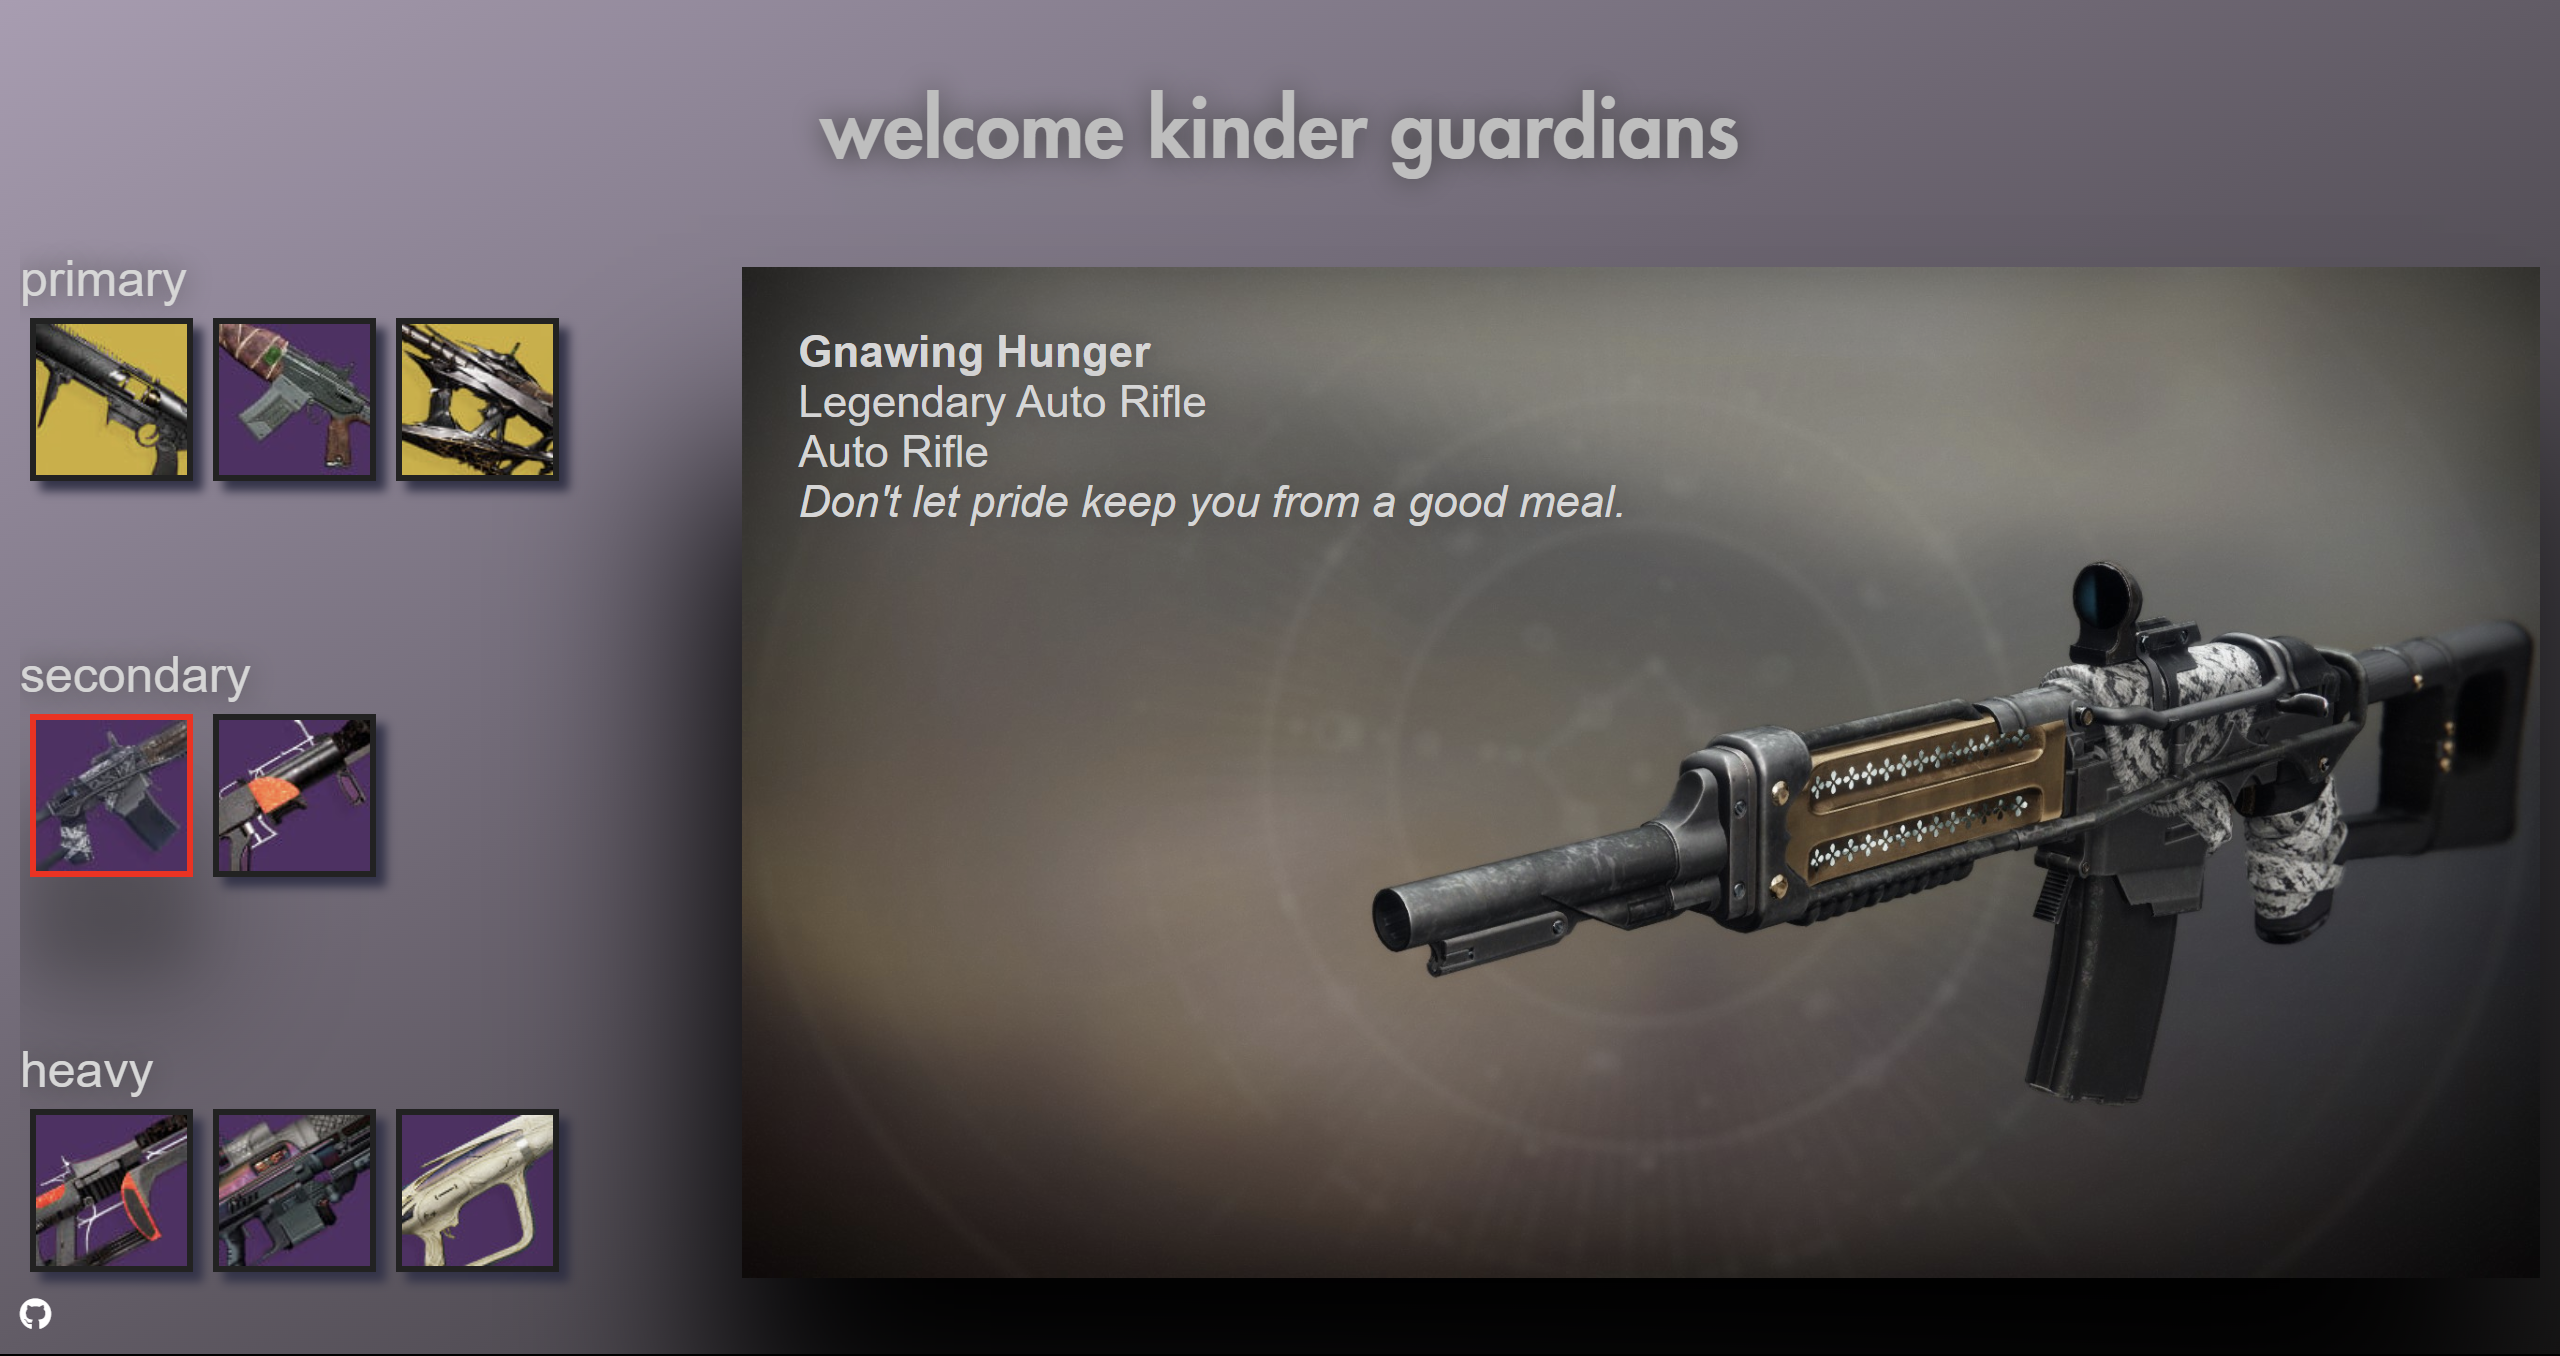 welcome kinder guardians
primary
secondary
heavy
Gnawing Hunger
Legendary Auto Rifle
Auto Rifle
Don't let pride keep you from a good meal.